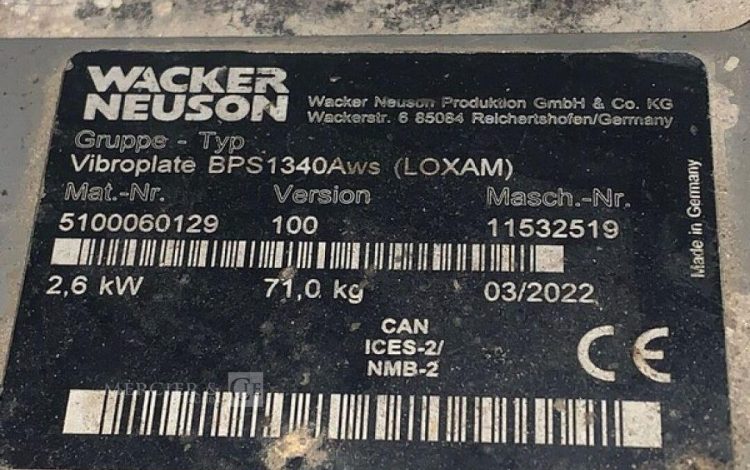 WACKER
NEUSON
Wacker Neuson Produktion GmbH & Co. KG
Wackerstr. 6 85084 Reichertshofen/Germany
Gruppe - Typ
Vibroplate BPS1340Aws (LOXAM)
Mat.-Nr. Version Masch.-Nr.
5100060129 100 11532519
2,6 kW 71,0 kg 03/2022
CAN
ICES-2/
NMB-2
CE
Made in Germany
MERCIER & CIE